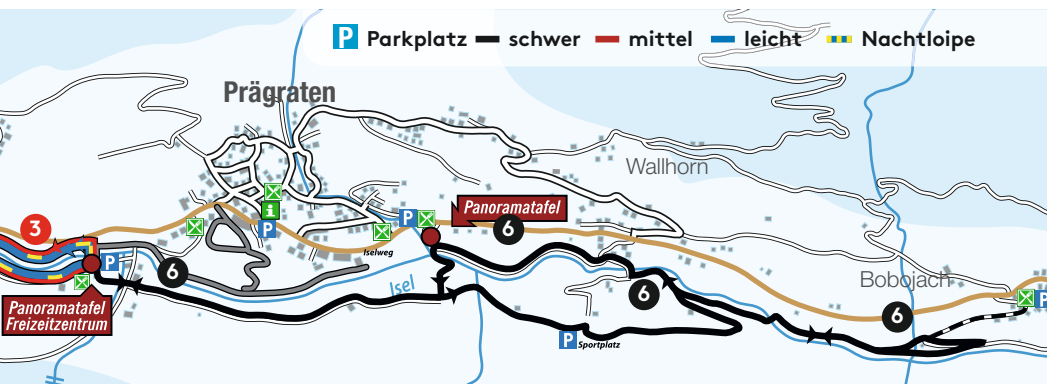 P Parkplatz schwer mittel leicht Nachtloipe
Prägraten
Wallhorn
Panoramatafel
P
6
i
P
3
Iselweg
P
6
6
Isel
Bobojach
P
6
Panoramatafel
Freizeitzentrum
P Sportplatz